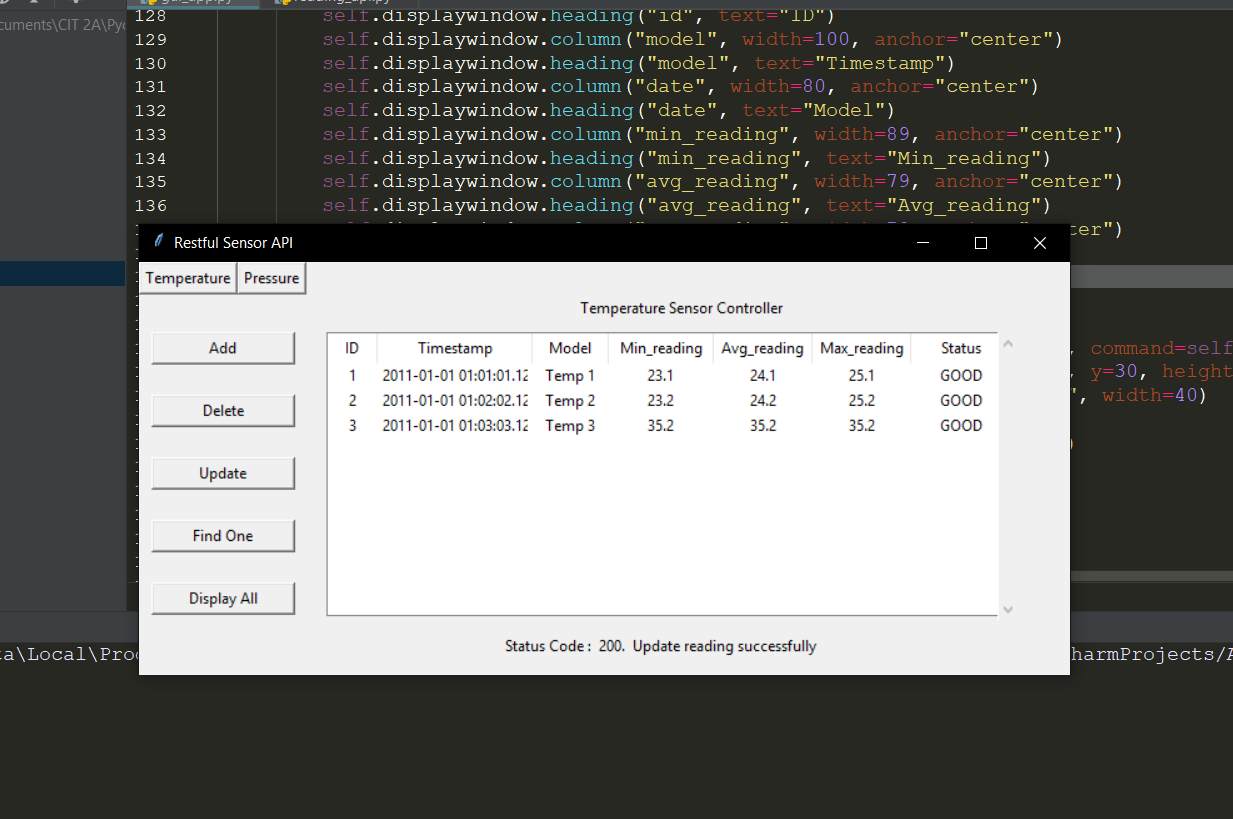 gui_app.py reading_api.py
cuments\CIT 2A\Pyc
128 self.displaywindow.heading("id", text="ID")
129 self.displaywindow.column("model", width=100, anchor="center")
130 self.displaywindow.heading("model", text="Timestamp")
131 self.displaywindow.column("date", width=80, anchor="center")
132 self.displaywindow.heading("date", text="Model")
133 self.displaywindow.column("min_reading", width=89, anchor="center")
134 self.displaywindow.heading("min_reading", text="Min_reading")
135 self.displaywindow.column("avg_reading", width=79, anchor="center")
136 self.displaywindow.heading("avg_reading", text="Avg_reading")
ter")
Restful Sensor API
Temperature Pressure
Temperature Sensor Controller
Add
Delete
Update
Find One
Display All
ID Timestamp Model Min_reading Avg_reading Max_reading Status
1 2011-01-01 01:01:01.12 Temp 1 23.1 24.1 25.1 GOOD
2 2011-01-01 01:02:02.12 Temp 2 23.2 24.2 25.2 GOOD
3 2011-01-01 01:03:03.12 Temp 3 35.2 35.2 35.2 GOOD
Status Code : 200. Update reading successfully
, command=self
, y=30, height
", width=40)
)
ta\Local\Proc
harmProjects/A